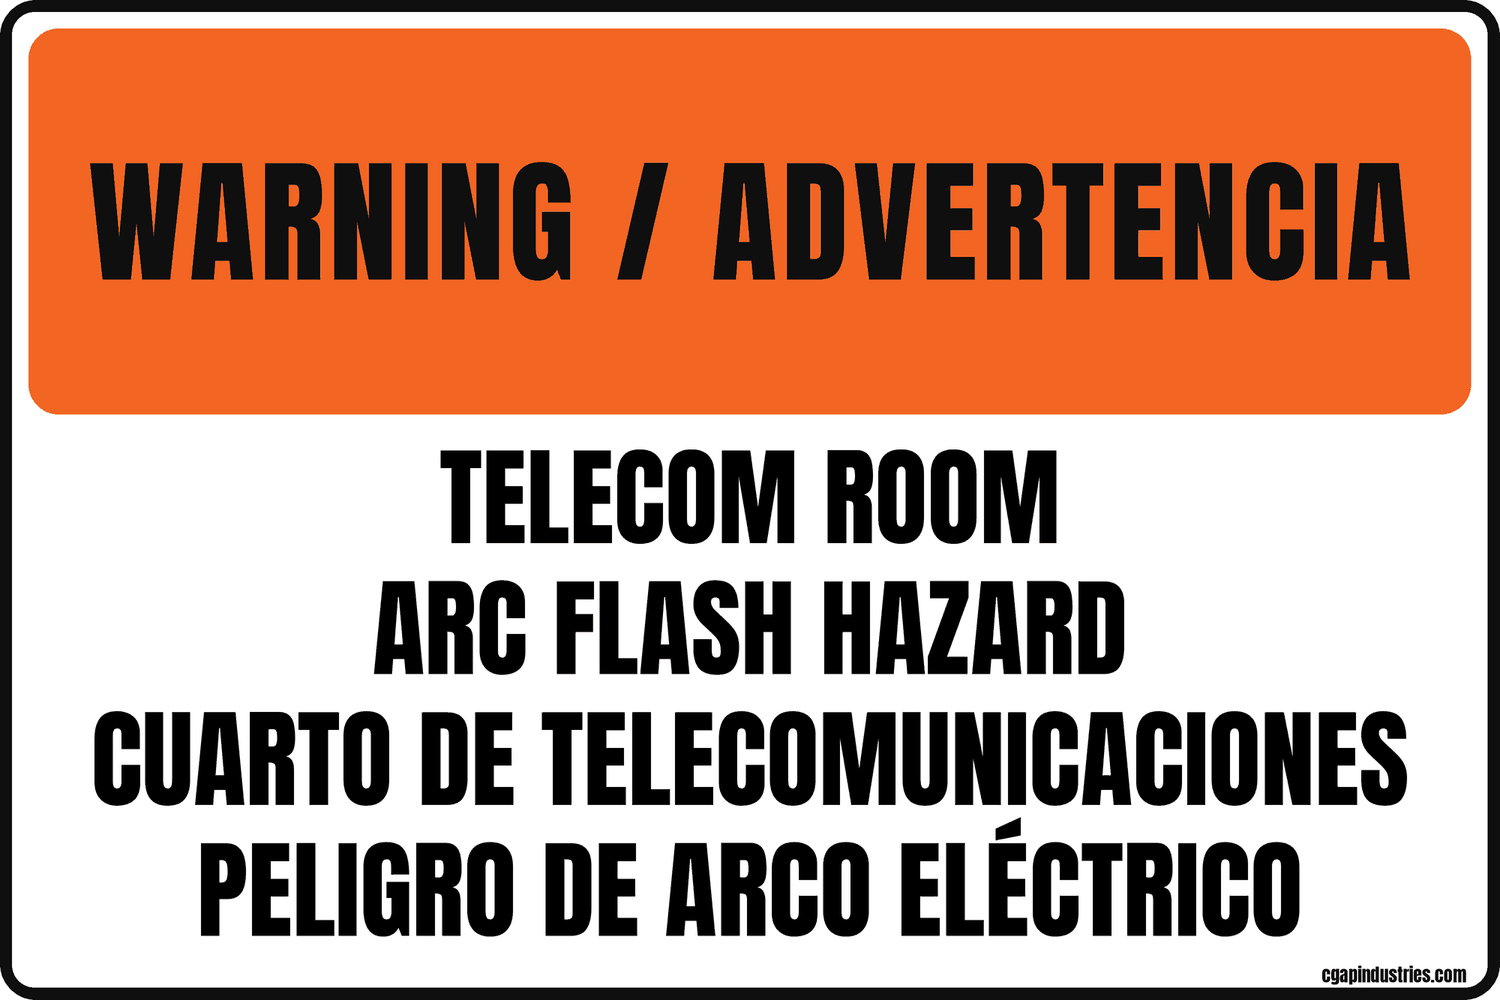 WARNING / ADVERTENCIA
TELECOM ROOM
ARC FLASH HAZARD
CUARTO DE TELECOMUNICACIONES
PELIGRO DE ARCO ELÉCTRICO
cgapindustries.com